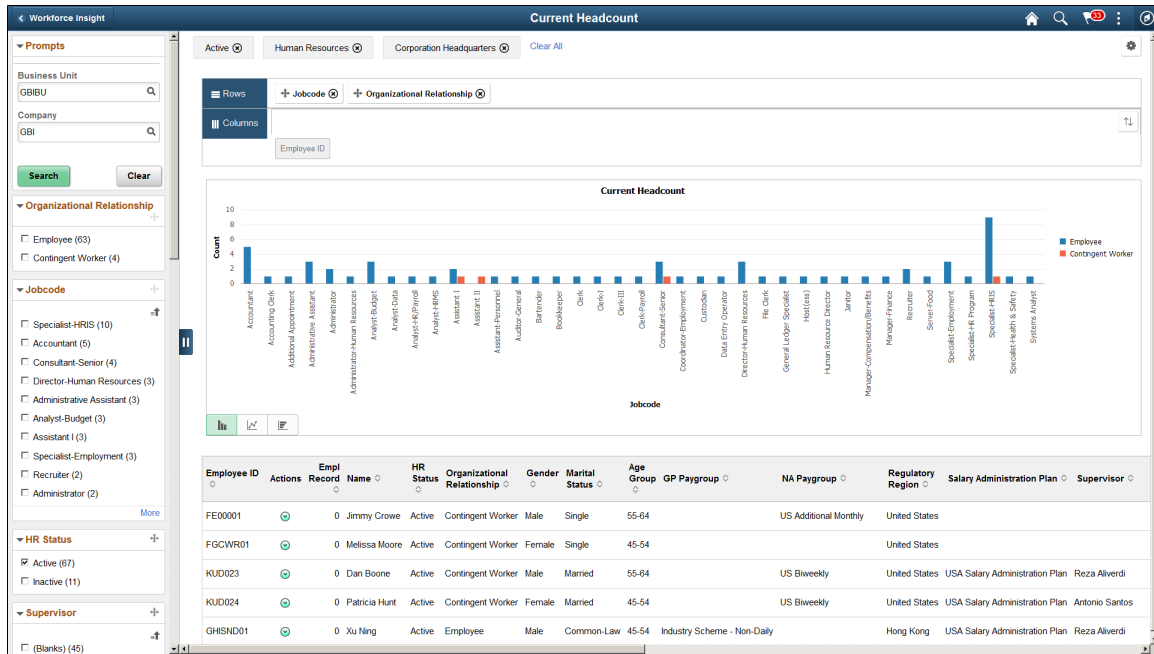 Workforce Insight
Current Headcount
33
Prompts
Business Unit
GBIBU
Company
GBI
Search
Clear
Organizational Relationship
Employee (63)
Contingent Worker (4)
Jobcode
Specialist-HRIS (10)
Accountant (5)
Consultant-Senior (4)
Director-Human Resources (3)
Administrative Assistant (3)
Analyst-Budget (3)
Assistant I (3)
Specialist-Employment (3)
Recruiter (2)
Administrator (2)
More
HR Status
Active (67)
Inactive (11)
Supervisor
(Blanks) (45)
Active
Human Resources
Corporation Headquarters
Clear All
Rows
Jobcode
Organizational Relationship
Columns
Employee ID
Current Headcount
10
8
6
4
2
0
Count
Accountant
Accounting Clerk
Additional Appointment
Administrative Assistant
Administrator
Administrator-Human Resources
Analyst-Budget
Analyst-Data
Analyst-HR/Payroll
Analyst-HRMS
Assistant I
Assistant II
Assistant-Personnel
Auditor-General
Bartender
Bookkeeper
Clerk
Clerk-I
Clerk-III
Clerk-Payroll
Consultant-Senior
Coordinator-Employment
Custodian
Data Entry Operator
Director-Human Resources
File Clerk
General Ledger Specialist
Host(ess)
Human Resource Director
Janitor
Manager-Compensation/Benefits
Manager-Finance
Recruiter
Server-Food
Specialist-Employment
Specialist-HR Program
Specialist-HRIS
Specialist-Health & Safety
Systems Analyst
Jobcode
Employee
Contingent Worker
Employee ID Actions Empl Record Name HR Status Organizational Relationship Gender Marital Status Age Group GP Paygroup NA Paygroup Regulatory Region Salary Administration Plan Supervisor
FE00001 0 Jimmy Crowe Active Contingent Worker Male Single 55-64 US Additional Monthly United States
FGCWR01 0 Melissa Moore Active Contingent Worker Female Single 45-54 United States
KUD023 0 Dan Boone Active Contingent Worker Male Married 55-64 US Biweekly United States USA Salary Administration Plan Reza Aliverdi
KUD024 0 Patricia Hunt Active Contingent Worker Female Married 45-54 US Biweekly United States USA Salary Administration Plan Antonio Santos
GHISND01 0 Xu Ning Active Employee Male Common-Law 45-54 Industry Scheme - Non-Daily Hong Kong USA Salary Administration Plan Reza Aliverdi